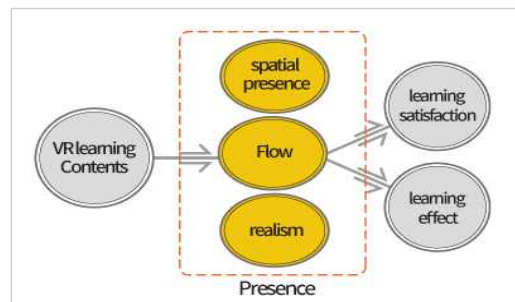 spatial
presence
VR learning
Contents
Flow
learning
satisfaction
learning
effect
realism
Presence